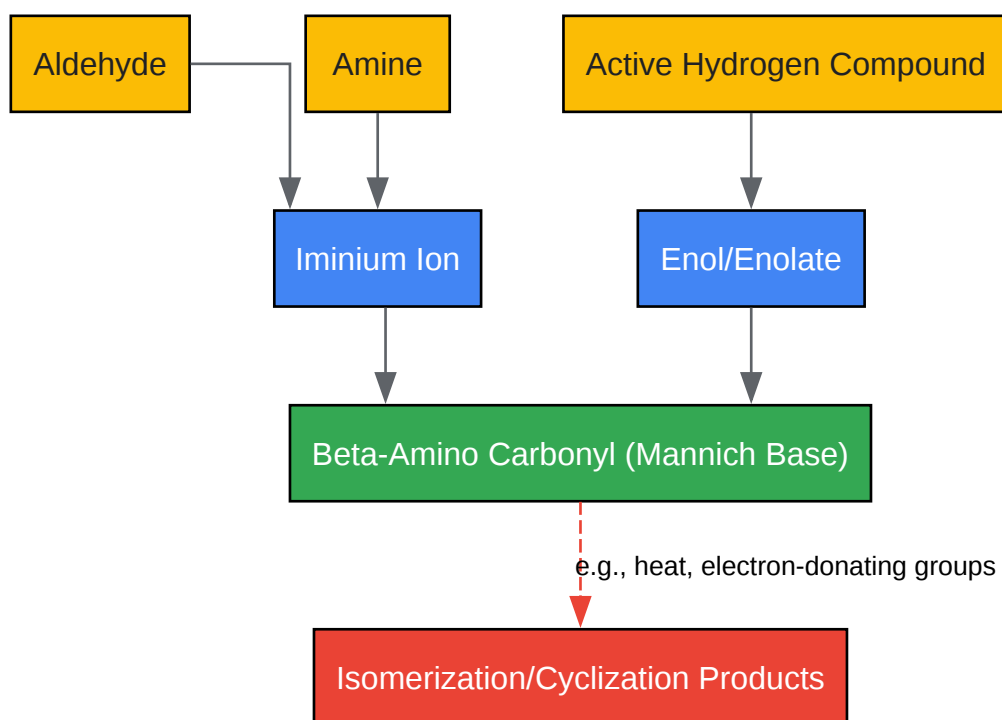 Aldehyde
Amine
Active Hydrogen Compound
Iminium Ion
Enol/Enolate
Beta-Amino Carbonyl (Mannich Base)
e.g., heat, electron-donating groups
Isomerization/Cyclization Products